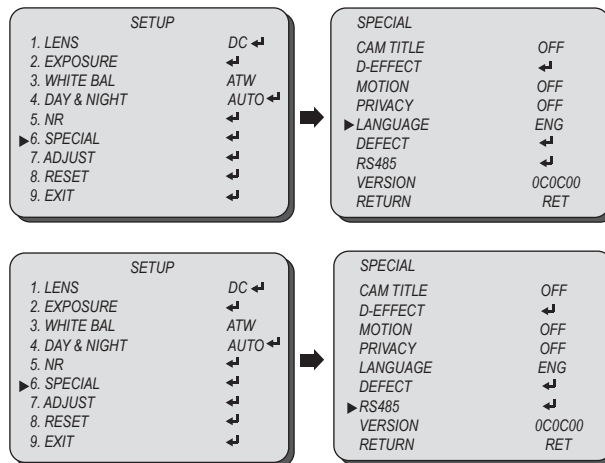 SETUP
1. LENS DC ↵
2. EXPOSURE ↵
3. WHITE BAL ATW
4. DAY & NIGHT AUTO ↵
5. NR ↵
▶6. SPECIAL ↵
7. ADJUST ↵
8. RESET ↵
9. EXIT ↵
SPECIAL
CAM TITLE OFF
D-EFFECT ↵
MOTION OFF
PRIVACY OFF
▶LANGUAGE ENG
DEFECT ↵
RS485 ↵
VERSION 0C0C00
RETURN RET
SETUP
1. LENS DC ↵
2. EXPOSURE ↵
3. WHITE BAL ATW
4. DAY & NIGHT AUTO ↵
5. NR ↵
▶6. SPECIAL ↵
7. ADJUST ↵
8. RESET ↵
9. EXIT ↵
SPECIAL
CAM TITLE OFF
D-EFFECT ↵
MOTION OFF
PRIVACY OFF
LANGUAGE ENG
DEFECT ↵
▶RS485 ↵
VERSION 0C0C00
RETURN RET